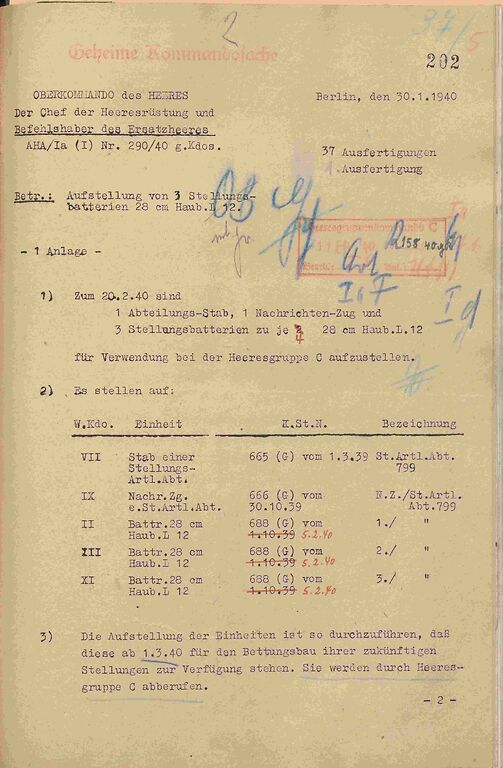 2
37/5
Geheime Kommandosache
202
OBERKOMMANDO des HEERES
Berlin, den 30.1.1940
Der Chef der Heeresrüstung und
Befehlshaber des Ersatzheeres
AHA/Ia (I) Nr. 290/40 g.Kdos.
37 Ausfertigungen
1. Ausfertigung
Betr.: Aufstellung von 3 Stellungs-
batterien 28 cm Haub.L 12.
Heeresgruppenkommando C
158 40
- 1 Anlage -
1) Zum 20.2.40 sind
1 Abteilungs-Stab, 1 Nachrichten-Zug und
3 Stellungsbatterien zu je 4 28 cm Haub.L 12
für Verwendung bei der Heeresgruppe C aufzustellen.
Id
2) Es stellen auf:
W.Kdo. Einheit K.St.N. Bezeichnung
VII Stab einer 665 (G) vom 1.3.39 St.Artl.Abt.
Stellungs- 799
Artl.Abt.
IX Nachr.Zg. 666 (G) vom N.Z./St.Artl.
e.St.Artl.Abt. 30.10.39 Abt.799
II Battr.28 cm 688 (G) vom 1./ "
Haub.L 12 1.10.39 5.2.40
III Battr.28 cm 688 (G) vom 2./ "
Haub.L 12 1.10.39 5.2.40
XI Battr.28 cm 688 (G) vom 3./ "
Haub.L 12 1.10.39 5.2.40
3) Die Aufstellung der Einheiten ist so durchzuführen, daß
diese ab 1.3.40 für den Bettungsbau ihrer zukünftigen
Stellungen zur Verfügung stehen. Sie werden durch Heeres-
gruppe C abberufen.
- 2 -